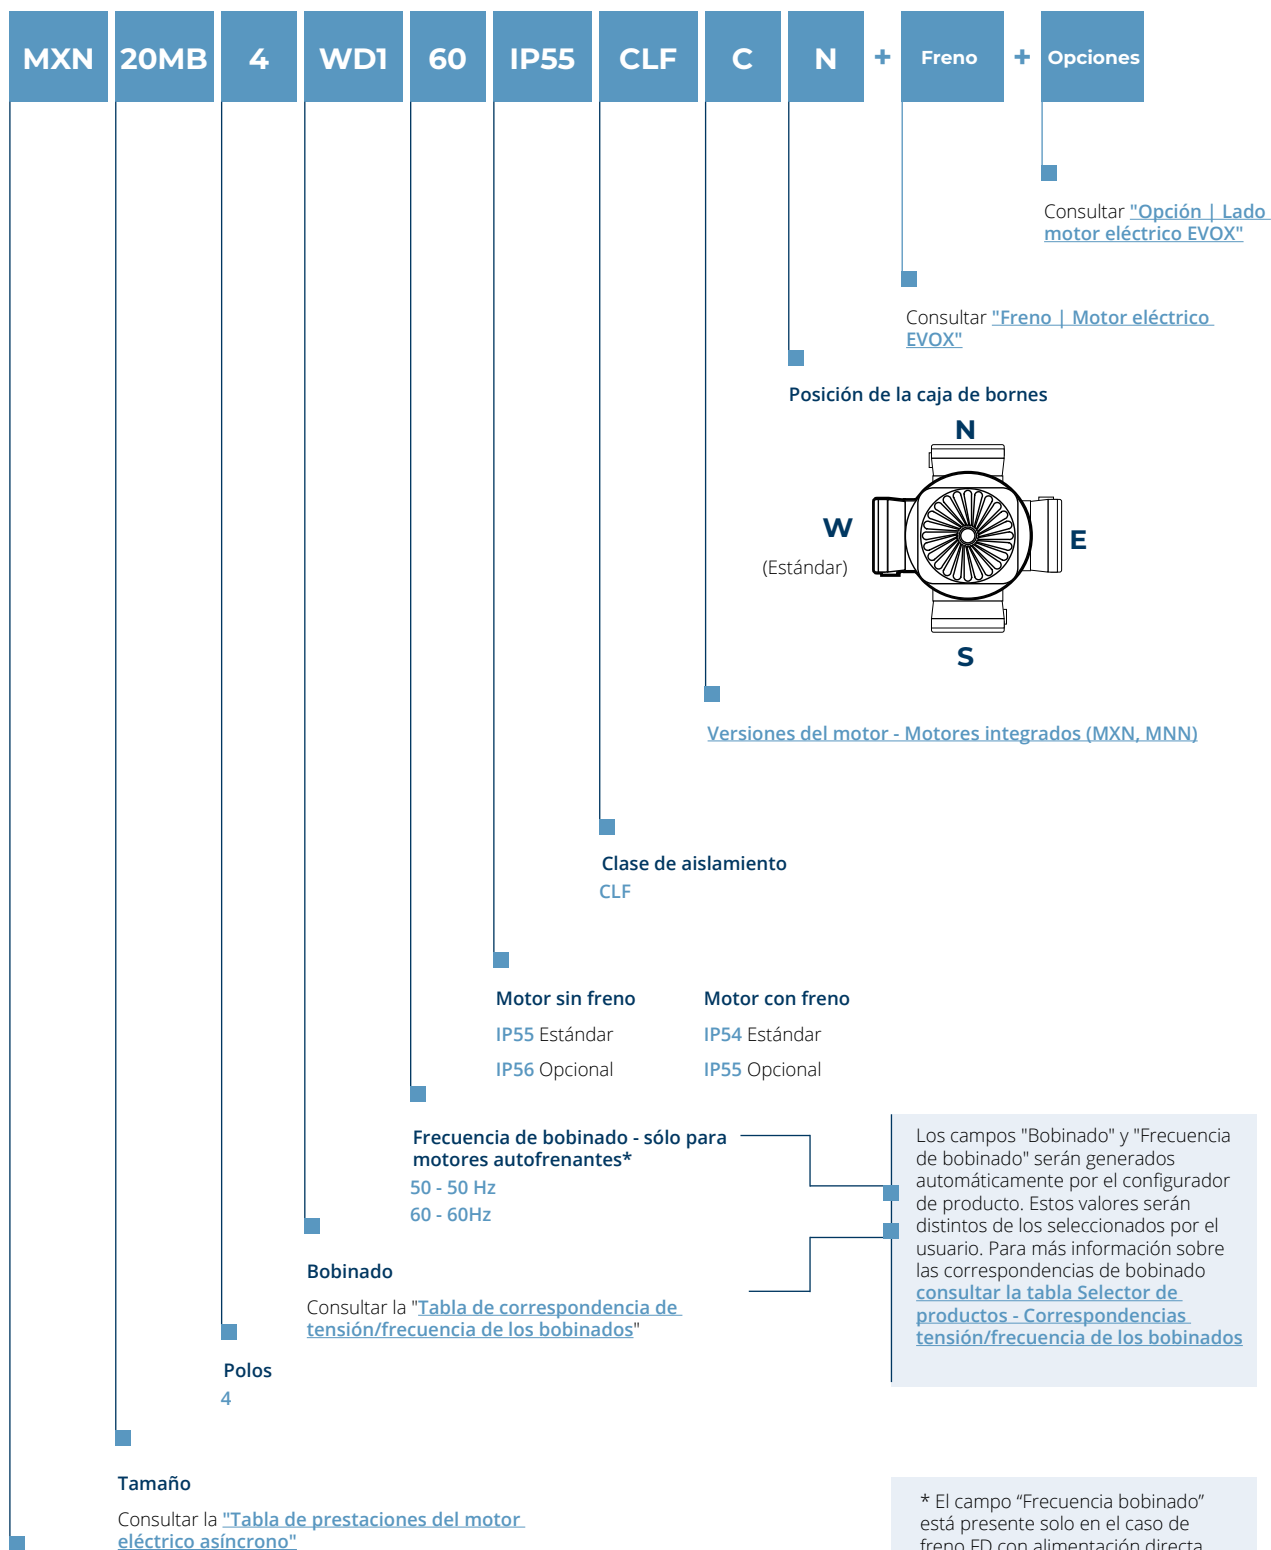 MXN 20MB 4 WD1 60 IP55 CLF C N + Freno + Opciones
Consultar "Opción | Lado
motor eléctrico EVOX"
Consultar "Freno | Motor eléctrico
EVOX"
Posición de la caja de bornes
N
W
(Estándar)
E
S
Versiones del motor - Motores integrados (MXN, MNN)
Clase de aislamiento
CLF
Motor sin freno
IP55 Estándar
IP56 Opcional
Motor con freno
IP54 Estándar
IP55 Opcional
Frecuencia de bobinado - sólo para
motores autofrenantes*
50 - 50 Hz
60 - 60Hz
Los campos "Bobinado" y "Frecuencia
de bobinado" serán generados
automáticamente por el configurador
de producto. Estos valores serán
distintos de los seleccionados por el
usuario. Para más información sobre
las correspondencias de bobinado
consultar la tabla Selector de
productos - Correspondencias
tensión/frecuencia de los bobinados
Bobinado
Consultar la "Tabla de correspondencia de
tensión/frecuencia de los bobinados"
Polos
4
Tamaño
Consultar la "Tabla de prestaciones del motor
eléctrico asíncrono"
* El campo “Frecuencia bobinado”
está presente solo en el caso de
freno FD con alimentación directa